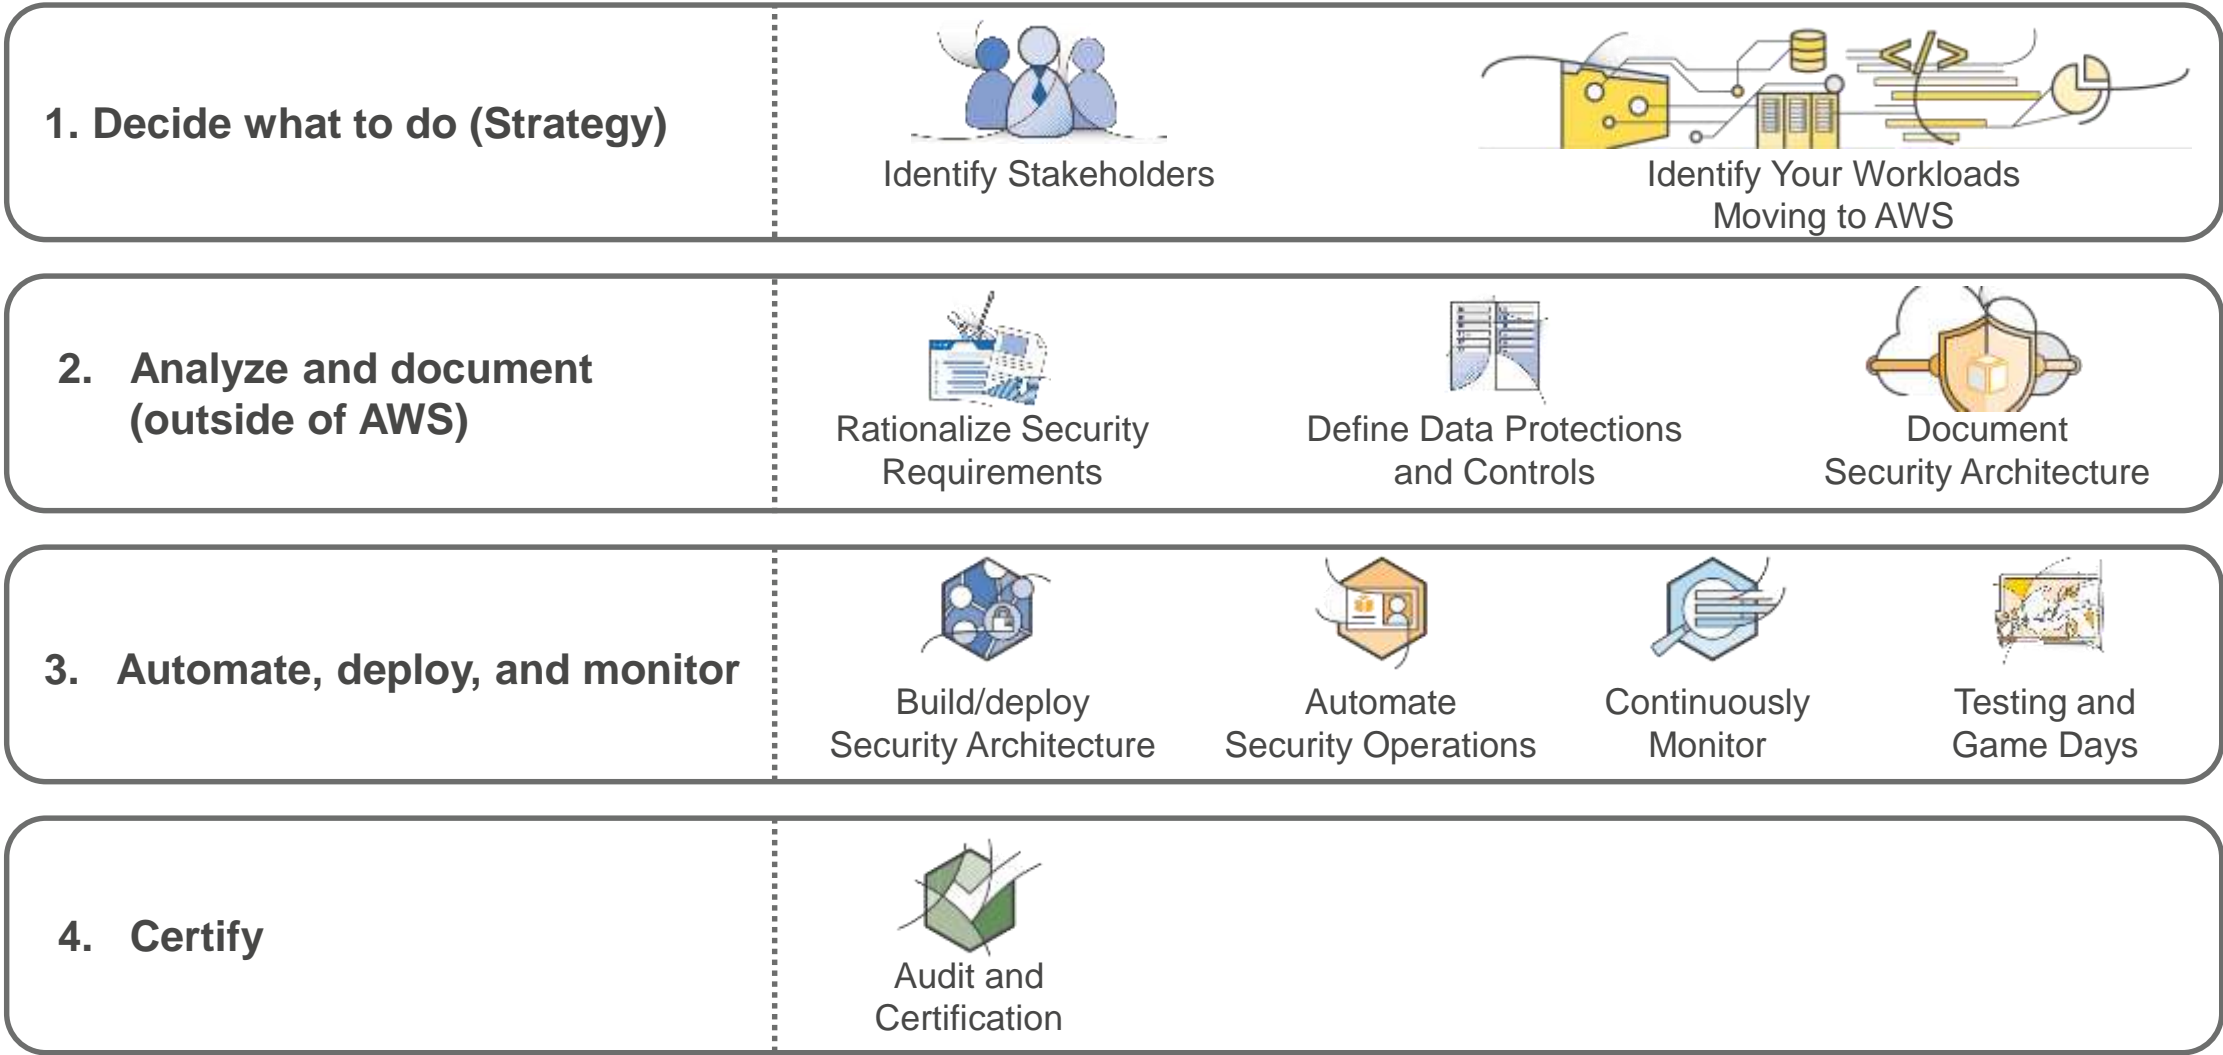 1. Decide what to do (Strategy)
Identify Stakeholders
Identify Your Workloads
Moving to AWS
2. Analyze and document
(outside of AWS)
Rationalize Security
Requirements
Define Data Protections
and Controls
Document
Security Architecture
3. Automate, deploy, and monitor
Build/deploy
Security Architecture
Automate
Security Operations
Continuously
Monitor
Testing and
Game Days
4. Certify
Audit and
Certification